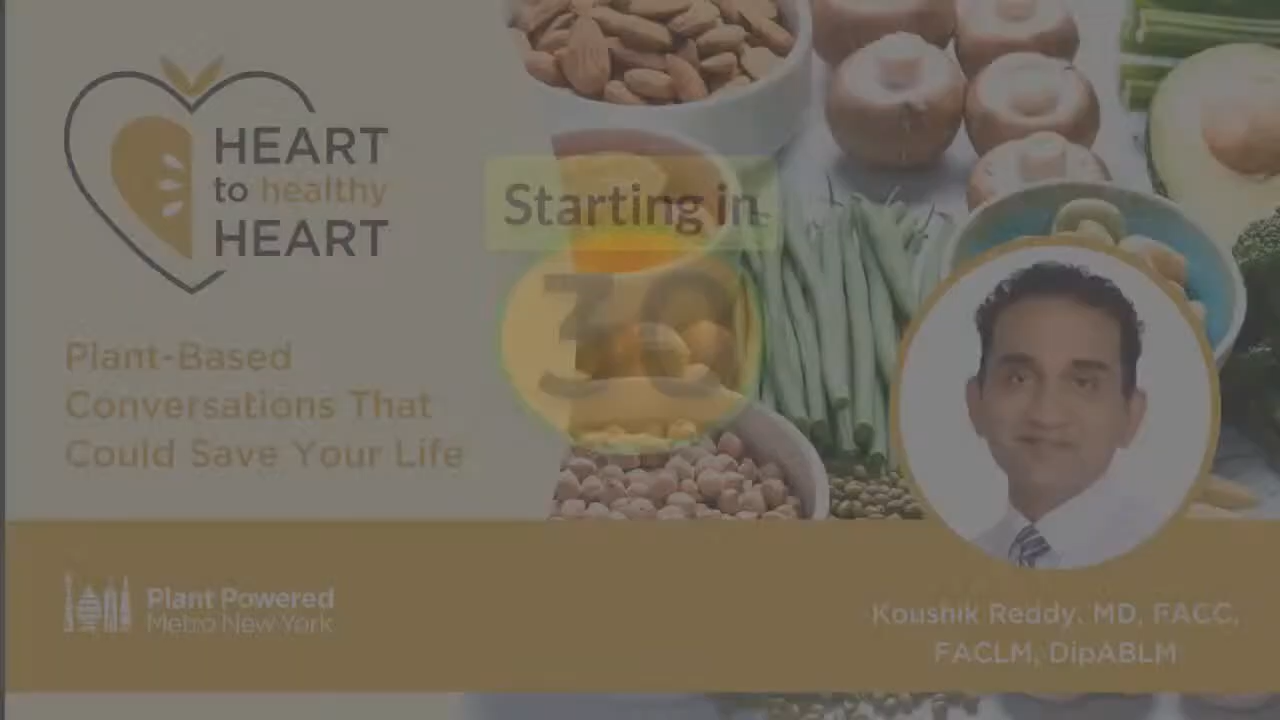 HEART
to healthy
HEART
Plant-Based
Conversations That
Could Save Your Life
Starting in
30
Plant Powered
Metro New York
Koushik Reddy, MD, FACC,
FACLM, DipABLM